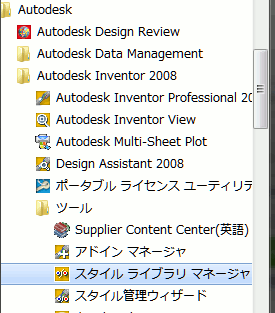 Autodesk
Autodesk Design Review
Autodesk Data Management
Autodesk Inventor 2008
Autodesk Inventor Professional 20
Autodesk Inventor View
Autodesk Multi-Sheet Plot
Design Assistant 2008
ポータブル ライセンス ユーティリテ
ツール
Supplier Content Center(英語)
アドイン マネージャ
スタイル ライブラリ マネージャ
スタイル管理ウィザード